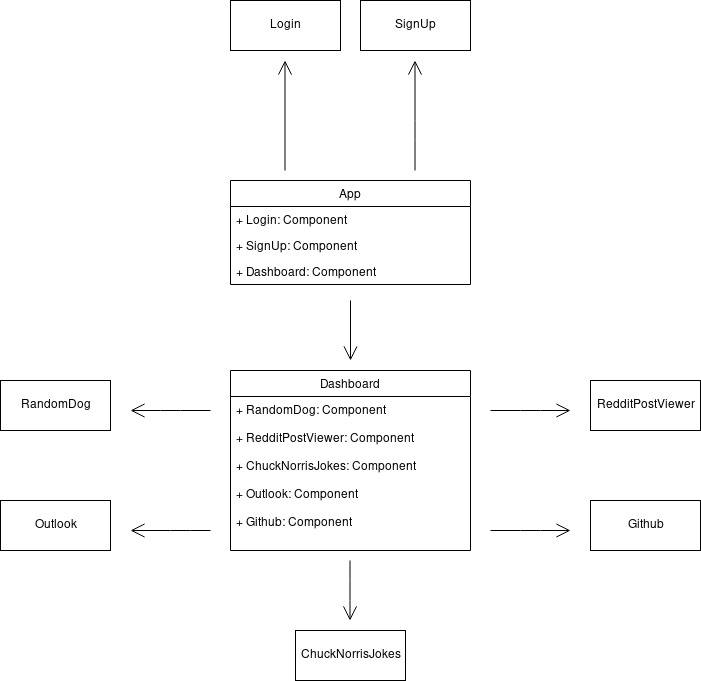 Login
SignUp
App
+ Login: Component
+ SignUp: Component
+ Dashboard: Component
Dashboard
+ RandomDog: Component
+ RedditPostViewer: Component
+ ChuckNorrisJokes: Component
+ Outlook: Component
+ Github: Component
RandomDog
RedditPostViewer
Outlook
Github
ChuckNorrisJokes